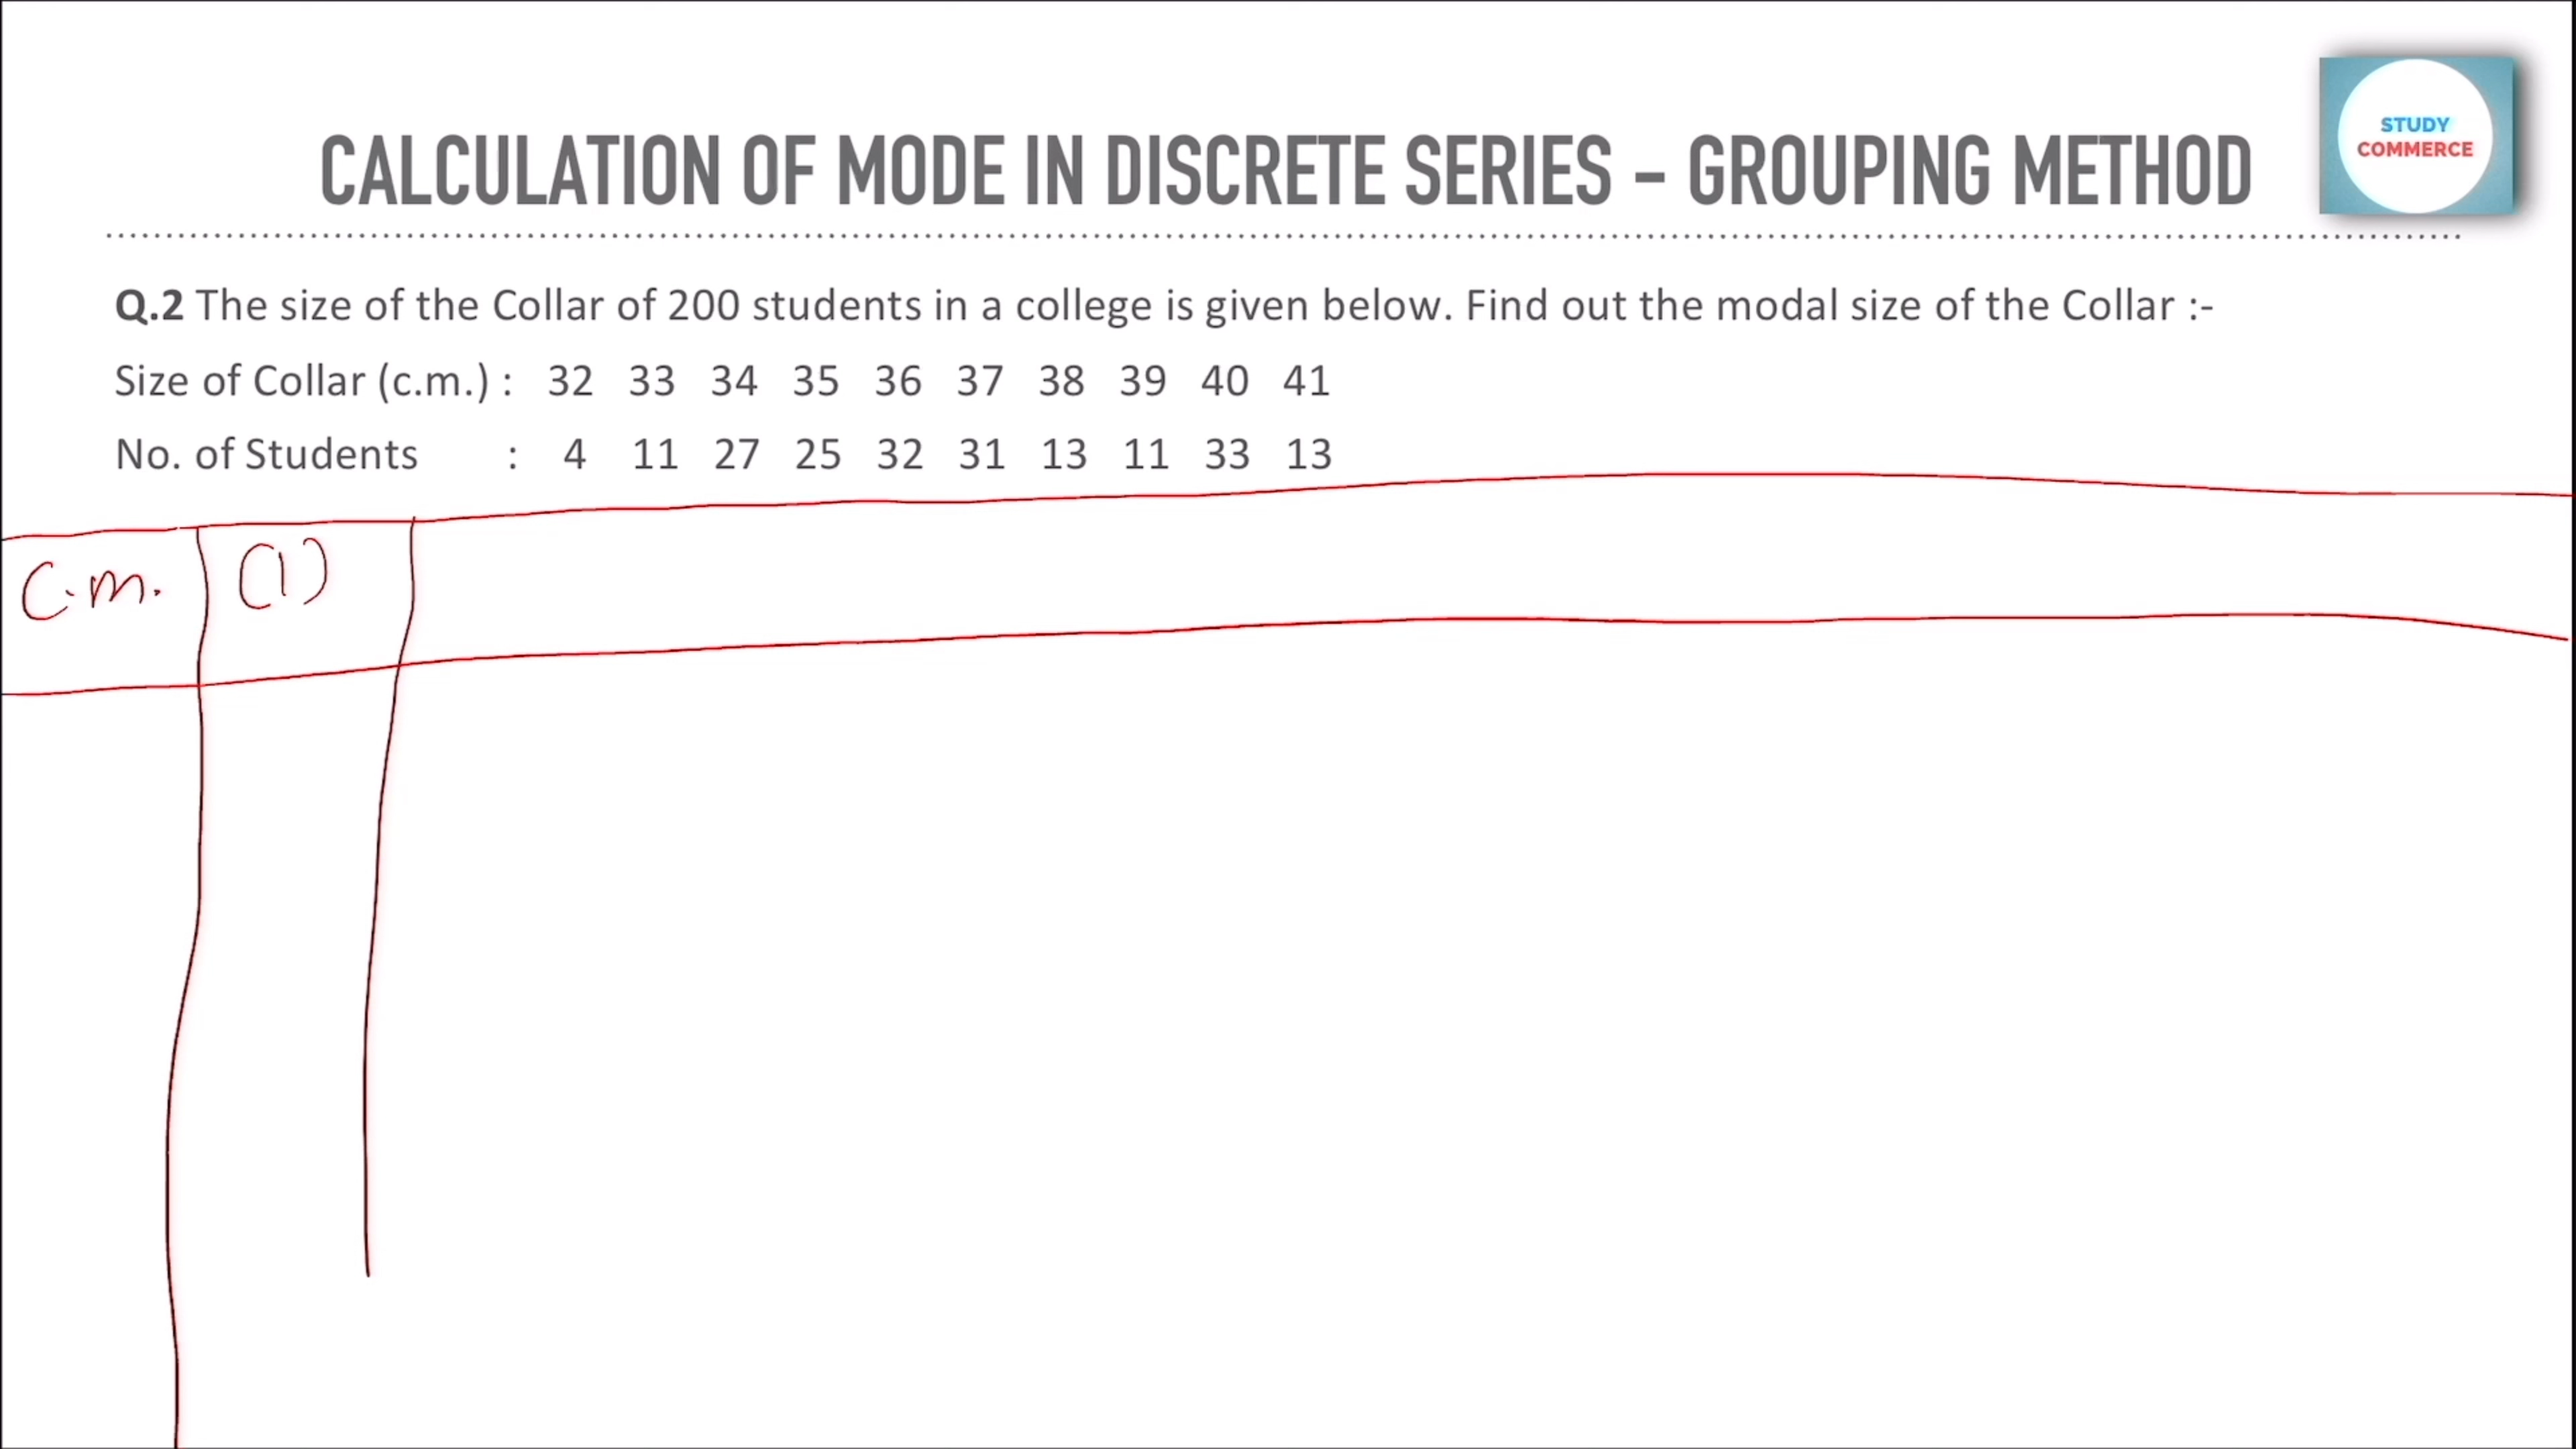 CALCULATION OF MODE IN DISCRETE SERIES – GROUPING METHOD
STUDY
COMMERCE
Q.2 The size of the Collar of 200 students in a college is given below. Find out the modal size of the Collar :-
Size of Collar (c.m.) : 32 33 34 35 36 37 38 39 40 41
No. of Students : 4 11 27 25 32 31 13 11 33 13
C.m. (1)